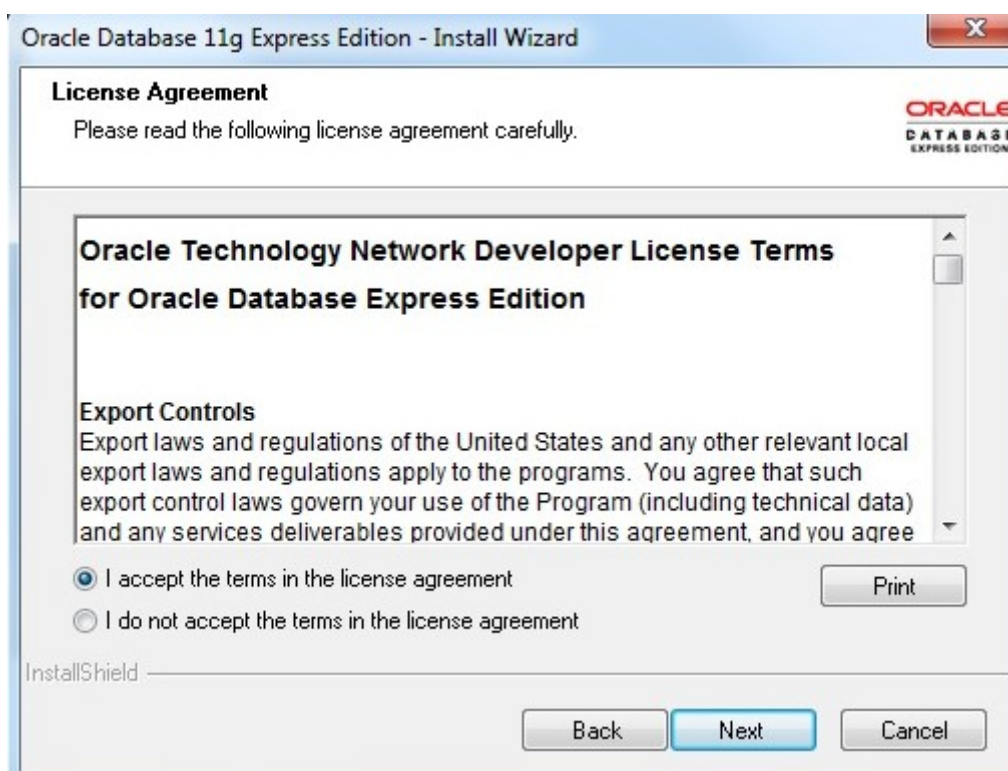 Oracle Database 11g Express Edition - Install Wizard
License Agreement
Please read the following license agreement carefully.
ORACLE
DATABASE
EXPRESS EDITION
Oracle Technology Network Developer License Terms
for Oracle Database Express Edition
Export Controls
Export laws and regulations of the United States and any other relevant local
export laws and regulations apply to the programs.  You agree that such
export control laws govern your use of the Program (including technical data)
and any services deliverables provided under this agreement, and you agree
I accept the terms in the license agreement
Print
I do not accept the terms in the license agreement
InstallShield
Back
Next
Cancel